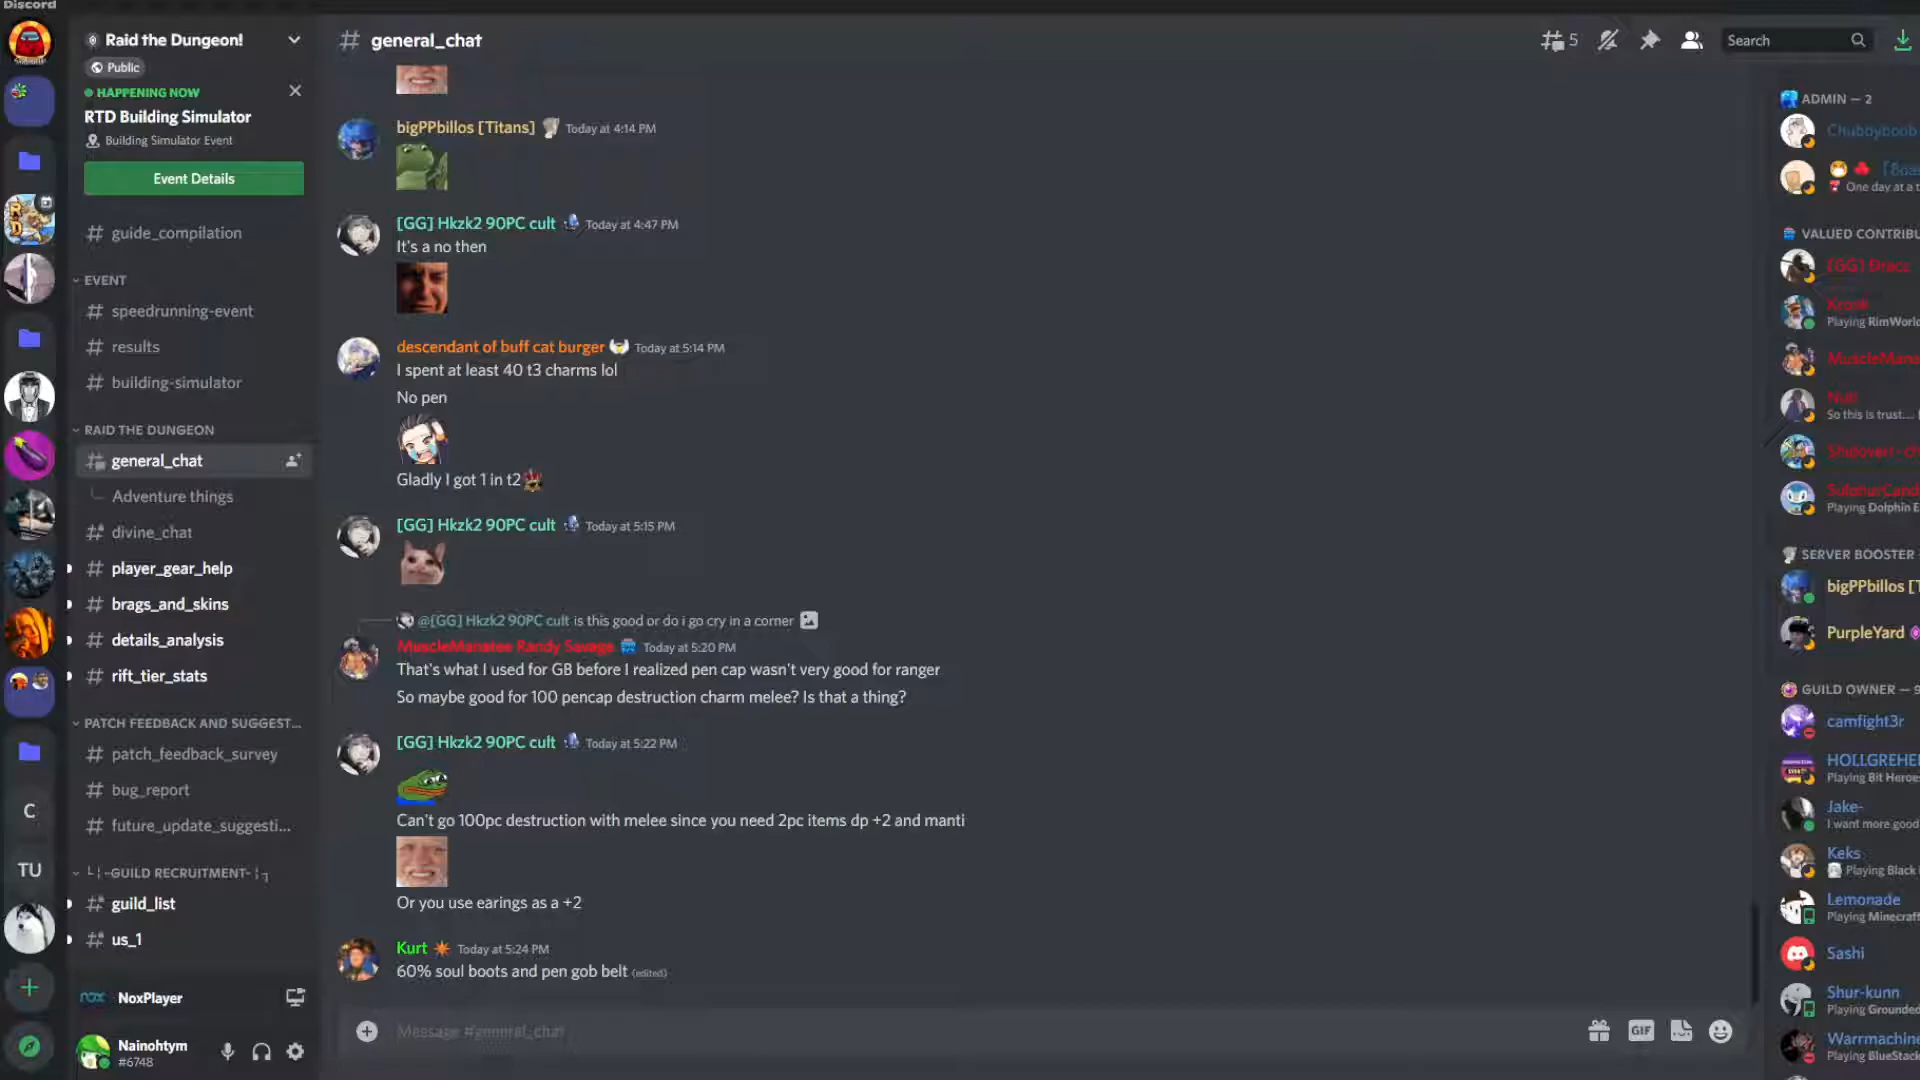 Discord
Raid the Dungeon!
Public
HAPPENING NOW
RTD Building Simulator
Building Simulator Event
Event Details
guide_compilation
EVENT
speedrunning-event
results
building-simulator
RAID THE DUNGEON
general_chat
Adventure things
divine_chat
player_gear_help
brags_and_skins
details_analysis
rift_tier_stats
PATCH FEEDBACK AND SUGGEST...
patch_feedback_survey
bug_report
future_update_suggesti...
C
TU
-GUILD RECRUITMENT-
guild_list
us_1
nox NoxPlayer
Nainohtym
#6748
# general_chat
5
Search
bigPPbillos [Titans] Today at 4:14 PM
[GG] Hkzk2 90PC cult Today at 4:47 PM
It's a no then
descendant of buff cat burger Today at 5:14 PM
I spent at least 40 t3 charms lol
No pen
Gladly I got 1 in t2
[GG] Hkzk2 90PC cult Today at 5:15 PM
@[GG] Hkzk2 90PC cult is this good or do i go cry in a corner
MuscleManatee Randy Savage Today at 5:20 PM
That's what I used for GB before I realized pen cap wasn't very good for ranger
So maybe good for 100 pencap destruction charm melee? Is that a thing?
[GG] Hkzk2 90PC cult Today at 5:22 PM
Can't go 100pc destruction with melee since you need 2pc items dp +2 and manti
Or you use earings as a +2
Kurt Today at 5:24 PM
60% soul boots and pen gob belt (edited)
Message #general_chat
GIF
ADMIN — 2
Chubbyboob
One day at a t
VALUED CONTRIBU
[GG]
Playing RimWorl
MuscleMana
Null
So this is trust....
Playing Dolphin E
SERVER BOOSTER
bigPPbillos [T
PurpleYard
GUILD OWNER — 9
camfight3r
HOLLGREHE
Playing Bit Heroes
Jake-
I want more good
Keks
Playing Black
Lemonade
Playing Minecraft
Sashi
Shur-kunn
Playing Grounded
Warrmachine
Playing BlueStack